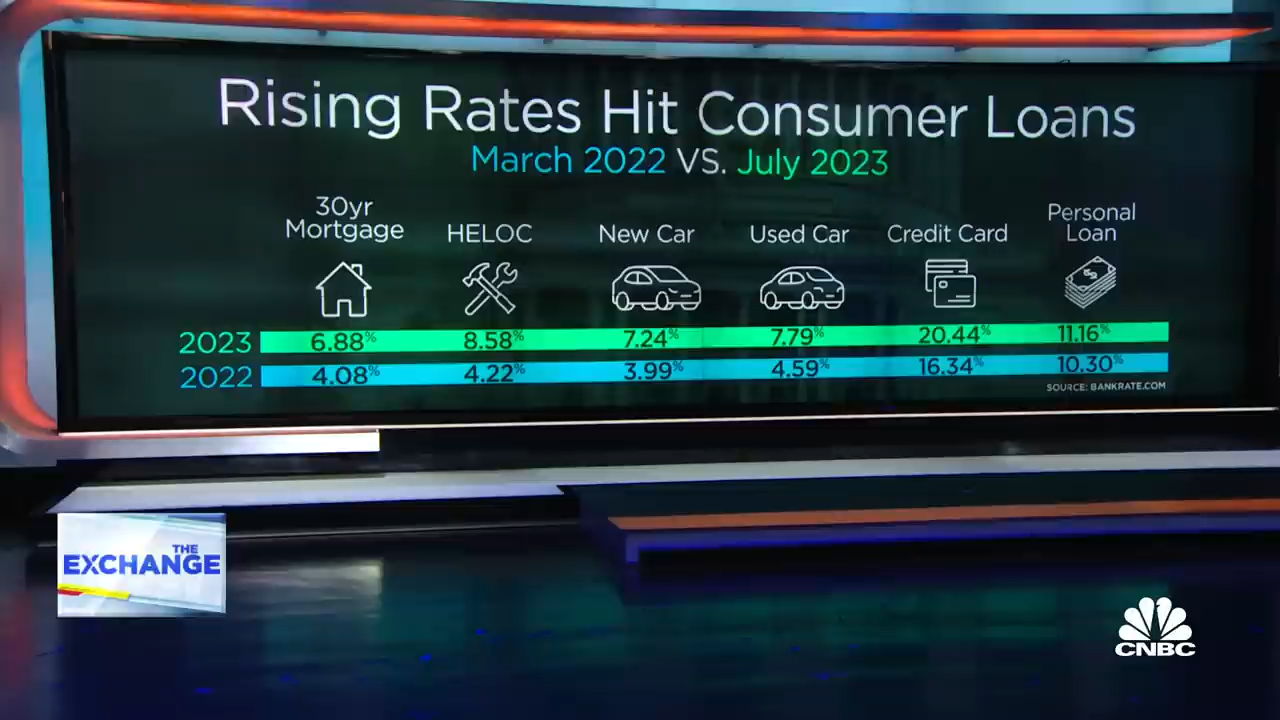 Rising Rates Hit Consumer Loans
March 2022 VS. July 2023
30yr
Mortgage
HELOC
New Car
Used Car
Credit Card
Personal
Loan
2023 6.88% 8.58% 7.24% 7.79% 20.44% 11.16%
2022 4.08% 4.22% 3.99% 4.59% 16.34% 10.30%
SOURCE: BANKRATE.COM
THE
EXCHANGE
CNBC